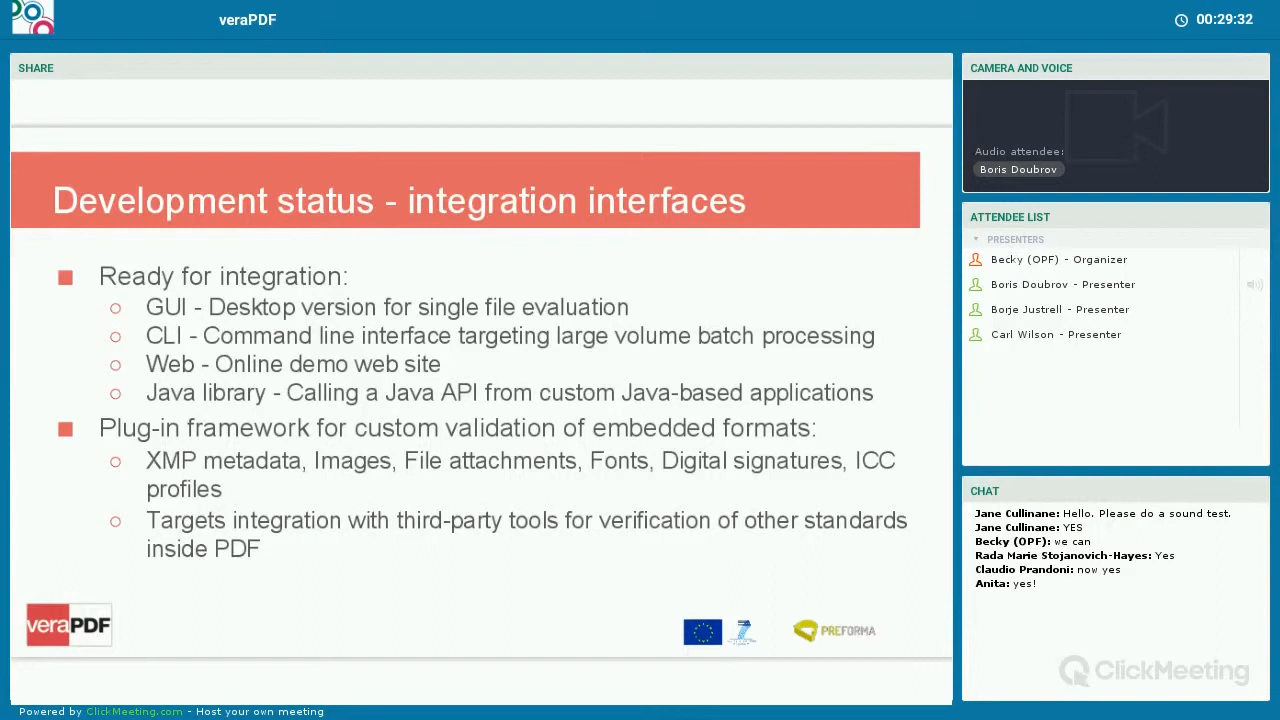 veraPDF
00:29:32
SHARE
Development status - integration interfaces
Ready for integration:
GUI - Desktop version for single file evaluation
CLI - Command line interface targeting large volume batch processing
Web - Online demo web site
Java library - Calling a Java API from custom Java-based applications
Plug-in framework for custom validation of embedded formats:
XMP metadata, Images, File attachments, Fonts, Digital signatures, ICC
profiles
Targets integration with third-party tools for verification of other standards
inside PDF
veraPDF
PREFORMA
CAMERA AND VOICE
Audio attendee:
Boris Doubrov
ATTENDEE LIST
PRESENTERS
Becky (OPF) - Organizer
Boris Doubrov - Presenter
Borje Justrell - Presenter
Carl Wilson - Presenter
CHAT
Jane Cullinane: Hello. Please do a sound test.
Jane Cullinane: YES
Becky (OPF): we can
Rada Marie Stojanovich-Hayes: Yes
Claudio Prandoni: now yes
Anita: yes!
ClickMeeting
Powered by ClickMeeting.com - Host your own meeting